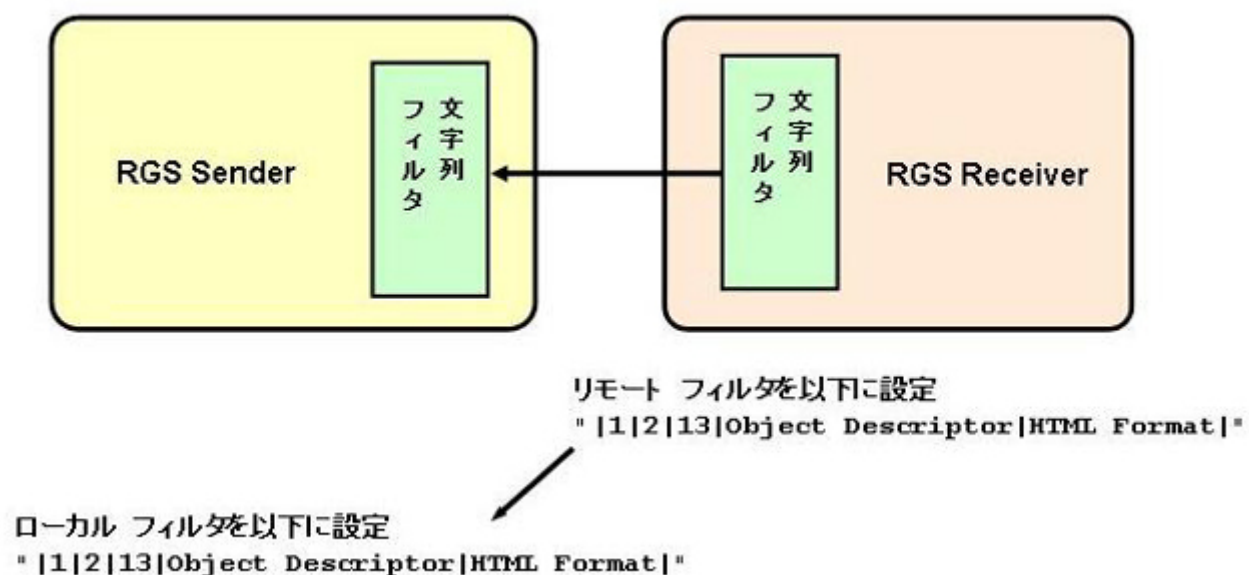 RGS Sender
文字列
フィルタ
文字列
フィルタ
RGS Receiver
リモート フィルタを以下に設定
"|1|2|13|Object Descriptor|HTML Format|"
ローカル フィルタを以下に設定
"|1|2|13|Object Descriptor|HTML Format|"